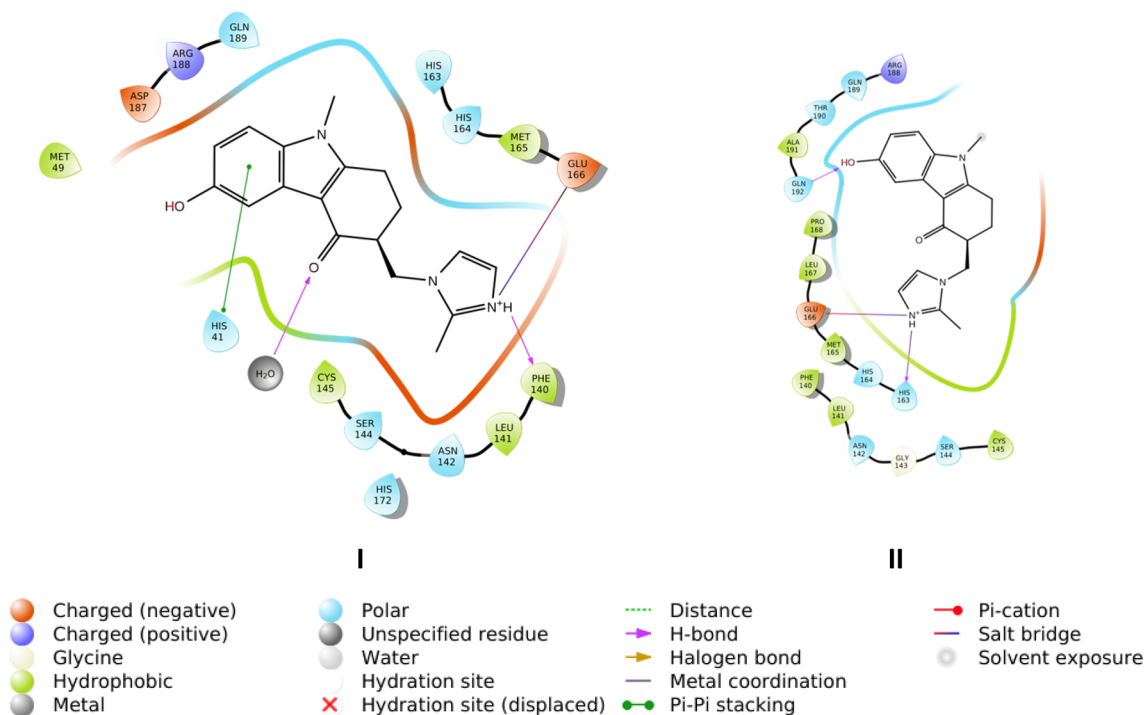 GLN
189
ARG
188
ASP
187
MET
49
HIS
163
HIS
164
MET
165
GLU
166
N
HO
O
N
N⁺H
HIS
41
H₂O
CYS
145
SER
144
ASN
142
LEU
141
PHE
140
HIS
172
I
ARG
188
GLN
189
THR
190
ALA
191
GLN
192
HO
N
O
PRO
168
LEU
167
GLU
166
N
N⁺
H
MET
165
HIS
164
HIS
163
PHE
140
LEU
141
ASN
142
GLY
143
SER
144
CYS
145
II
Charged (negative)
Charged (positive)
Glycine
Hydrophobic
Metal
Polar
Unspecified residue
Water
Hydration site
Hydration site (displaced)
Distance
H-bond
Halogen bond
Metal coordination
Pi-Pi stacking
Pi-cation
Salt bridge
Solvent exposure